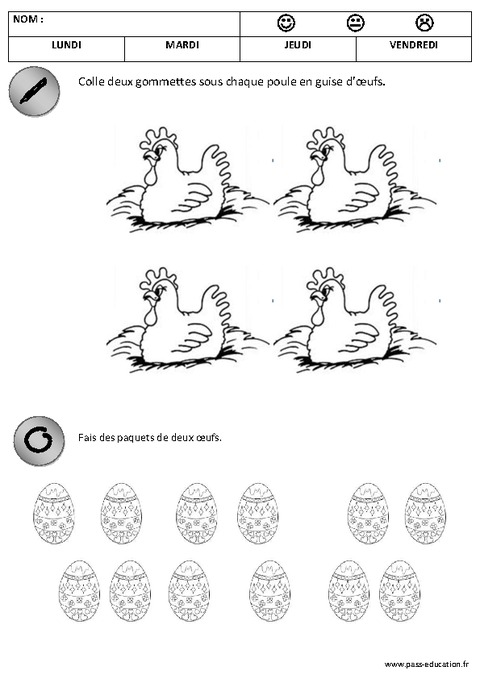 NOM :
LUNDI MARDI JEUDI VENDREDI
Colle deux gommettes sous chaque poule en guise d’œufs.
Fais des paquets de deux œufs.
www.pass-education.fr